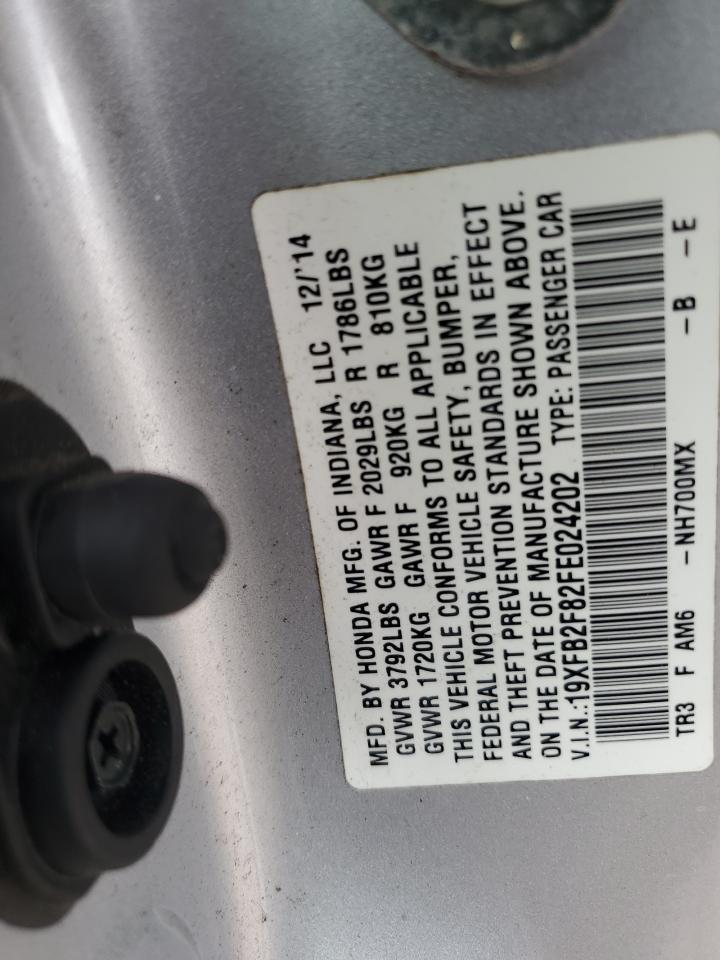 MFD. BY HONDA MFG. OF INDIANA, LLC 12/'14
GVWR 3792LBS GAWR F 2029LBS R 1786LBS
GVWR 1720KG GAWR F 920KG R 810KG
THIS VEHICLE CONFORMS TO ALL APPLICABLE
FEDERAL MOTOR VEHICLE SAFETY, BUMPER,
AND THEFT PREVENTION STANDARDS IN EFFECT
ON THE DATE OF MANUFACTURE SHOWN ABOVE.
V.I.N.:19XFB2F82FE024202 TYPE: PASSENGER CAR
TR3 F AM6 -NH700MX -B -E